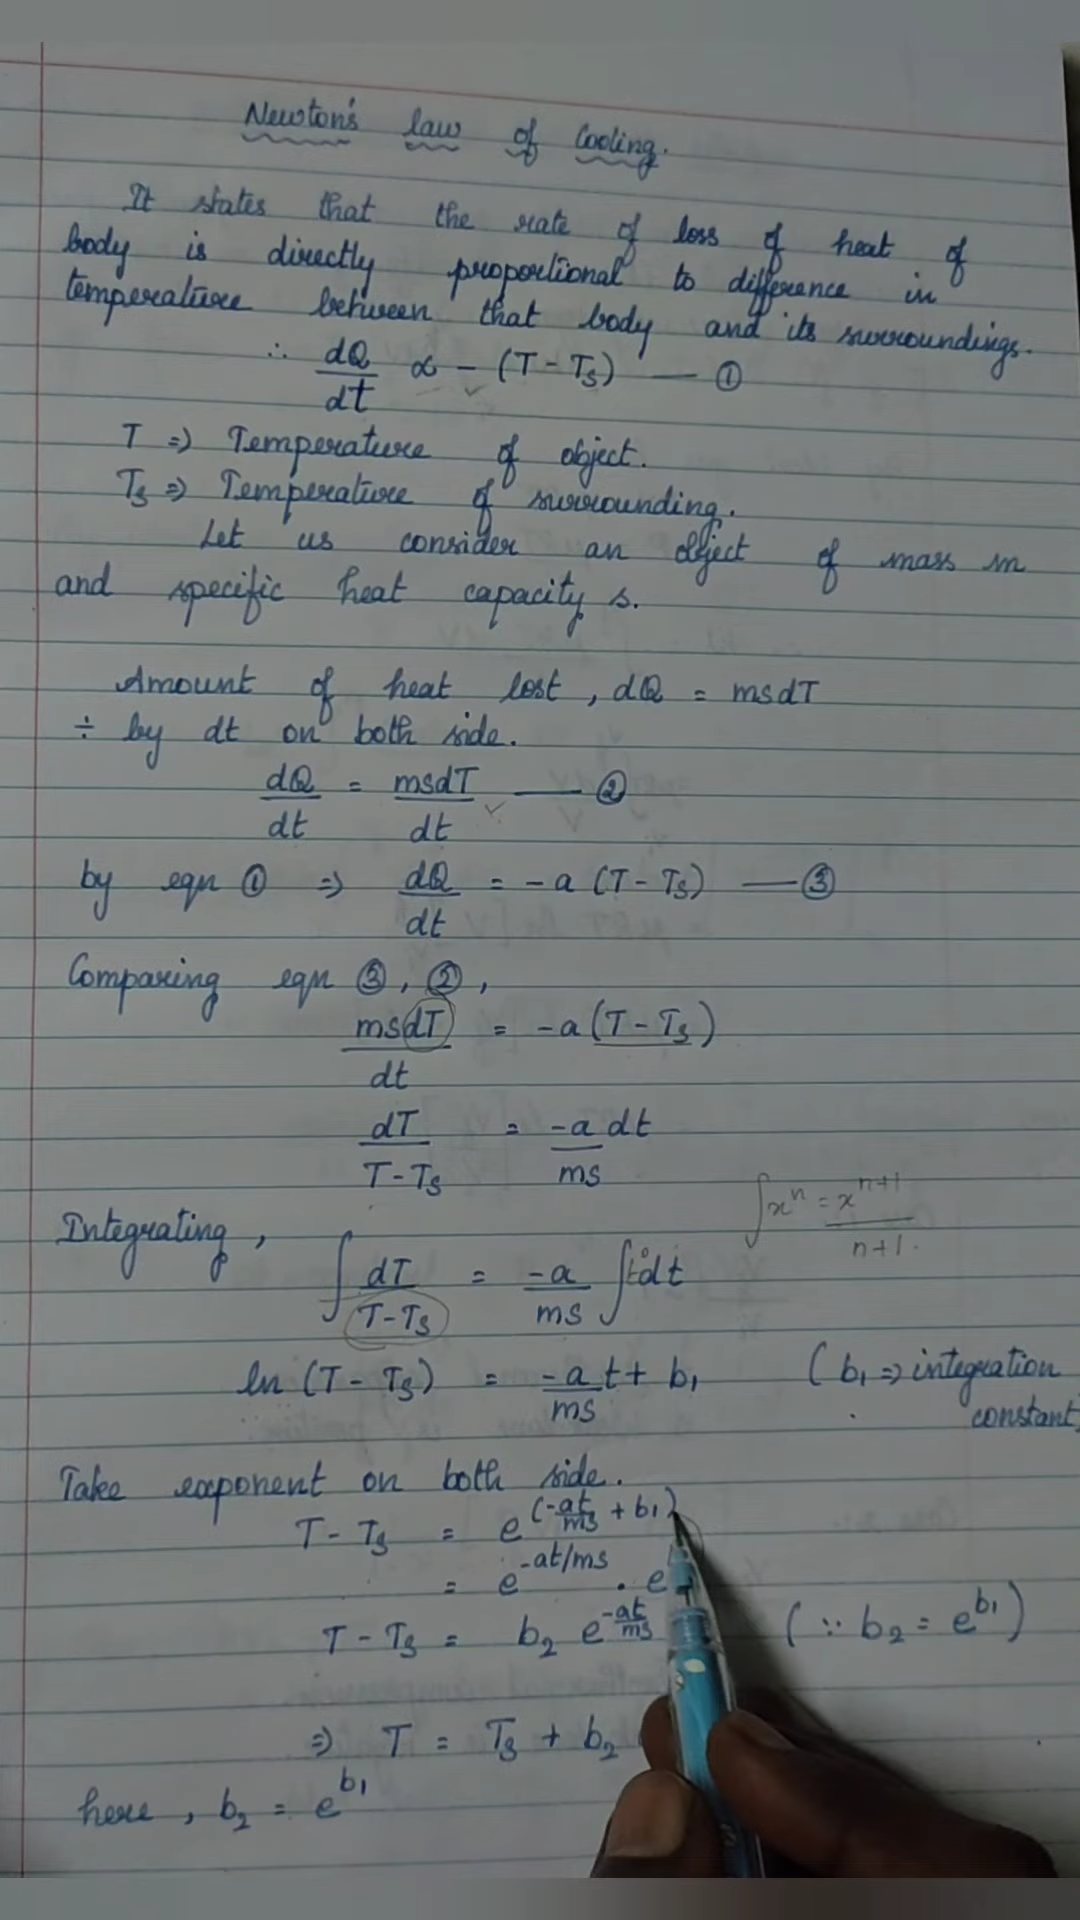 Newton's law of Cooling.
It states that the rate of loss of heat of
body is directly proportional to difference in
temperature between that body and its surroundings.
∴ dQ/dt ∝ - (T - Ts) — ①
T => Temperature of object.
Ts => Temperature of surrounding.
Let us consider an object of mass m
and specific heat capacity s.
Amount of heat lost, dQ = msdT
÷ by dt on both side.
dQ/dt = msdT/dt — ②
by eqn ① => dQ/dt = -a (T - Ts) — ③
Comparing eqn ③, ②,
msdT/dt = -a (T - Ts)
dT/T-Ts = -a/ms dt
∫xⁿ = xⁿ⁺¹/n+1.
Integrating,
∫ dT/T-Ts = -a/ms ∫t⁰dt
ln (T - Ts) = -a/ms t + b₁ (b₁ => integration
constant
Take exponent on both side.
T - Ts = e^(-at/ms + b₁)
= e^-at/ms . e
T - Ts = b₂ e^-at/ms (∵ b₂ = e^b₁)
=> T = Ts + b₂
here, b₂ = e^b₁